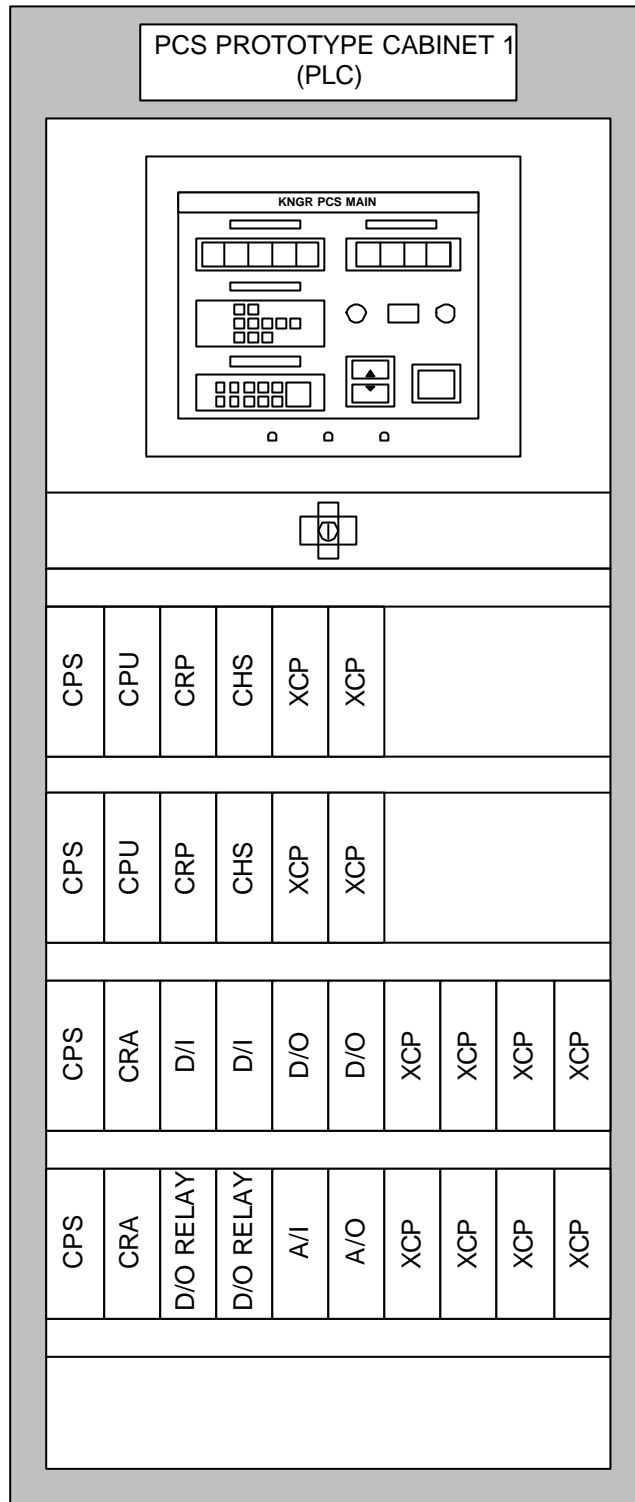 PCS PROTOTYPE CABINET 1
(PLC)
KNGR PCS MAIN
CPS
CPU
CRP
CHS
XCP
XCP
CPS
CPU
CRP
CHS
XCP
XCP
CPS
CRA
D/I
D/I
D/O
D/O
XCP
XCP
XCP
XCP
CPS
CRA
D/O RELAY
D/O RELAY
A/I
A/O
XCP
XCP
XCP
XCP